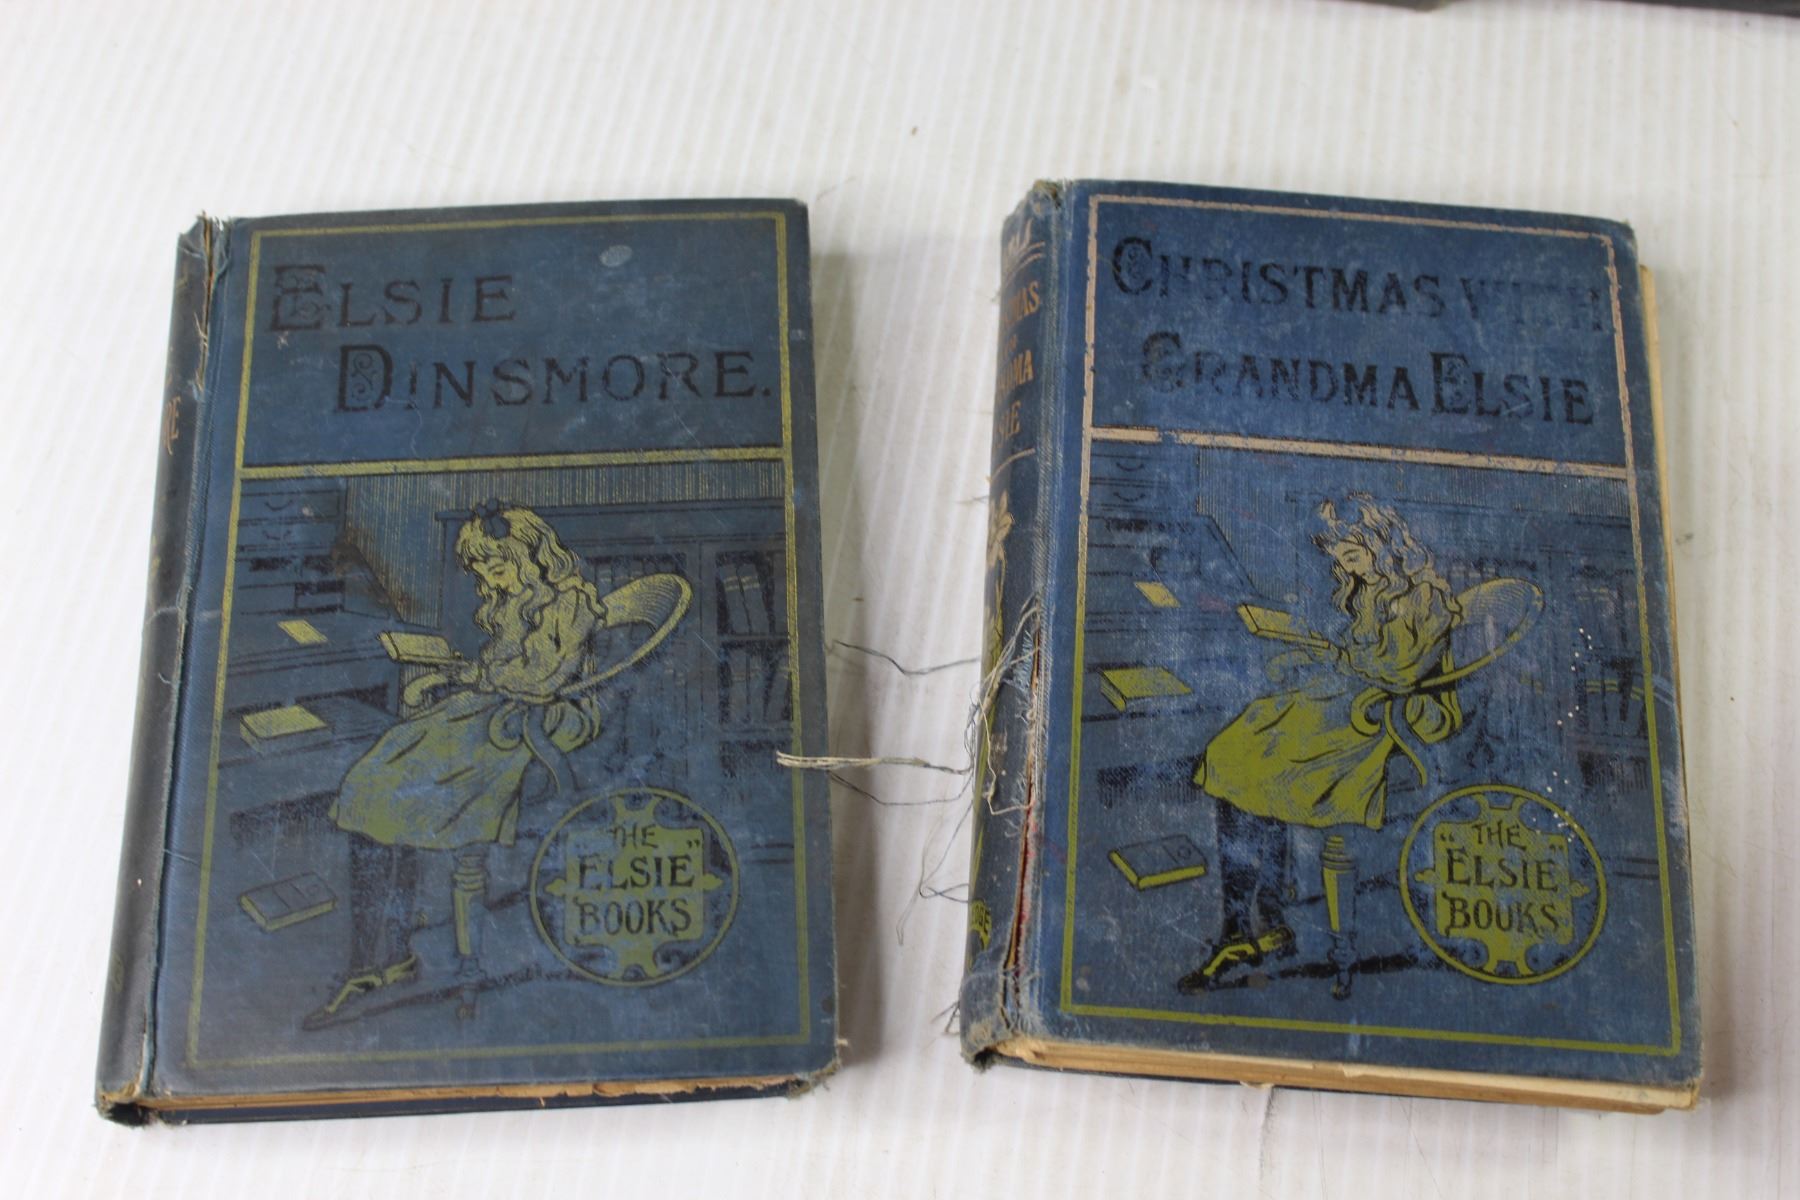 ELSIE
DINSMORE.
"THE
ELSIE"
BOOKS
CHRISTMAS WITH
GRANDMA ELSIE
"THE
ELSIE"
BOOKS